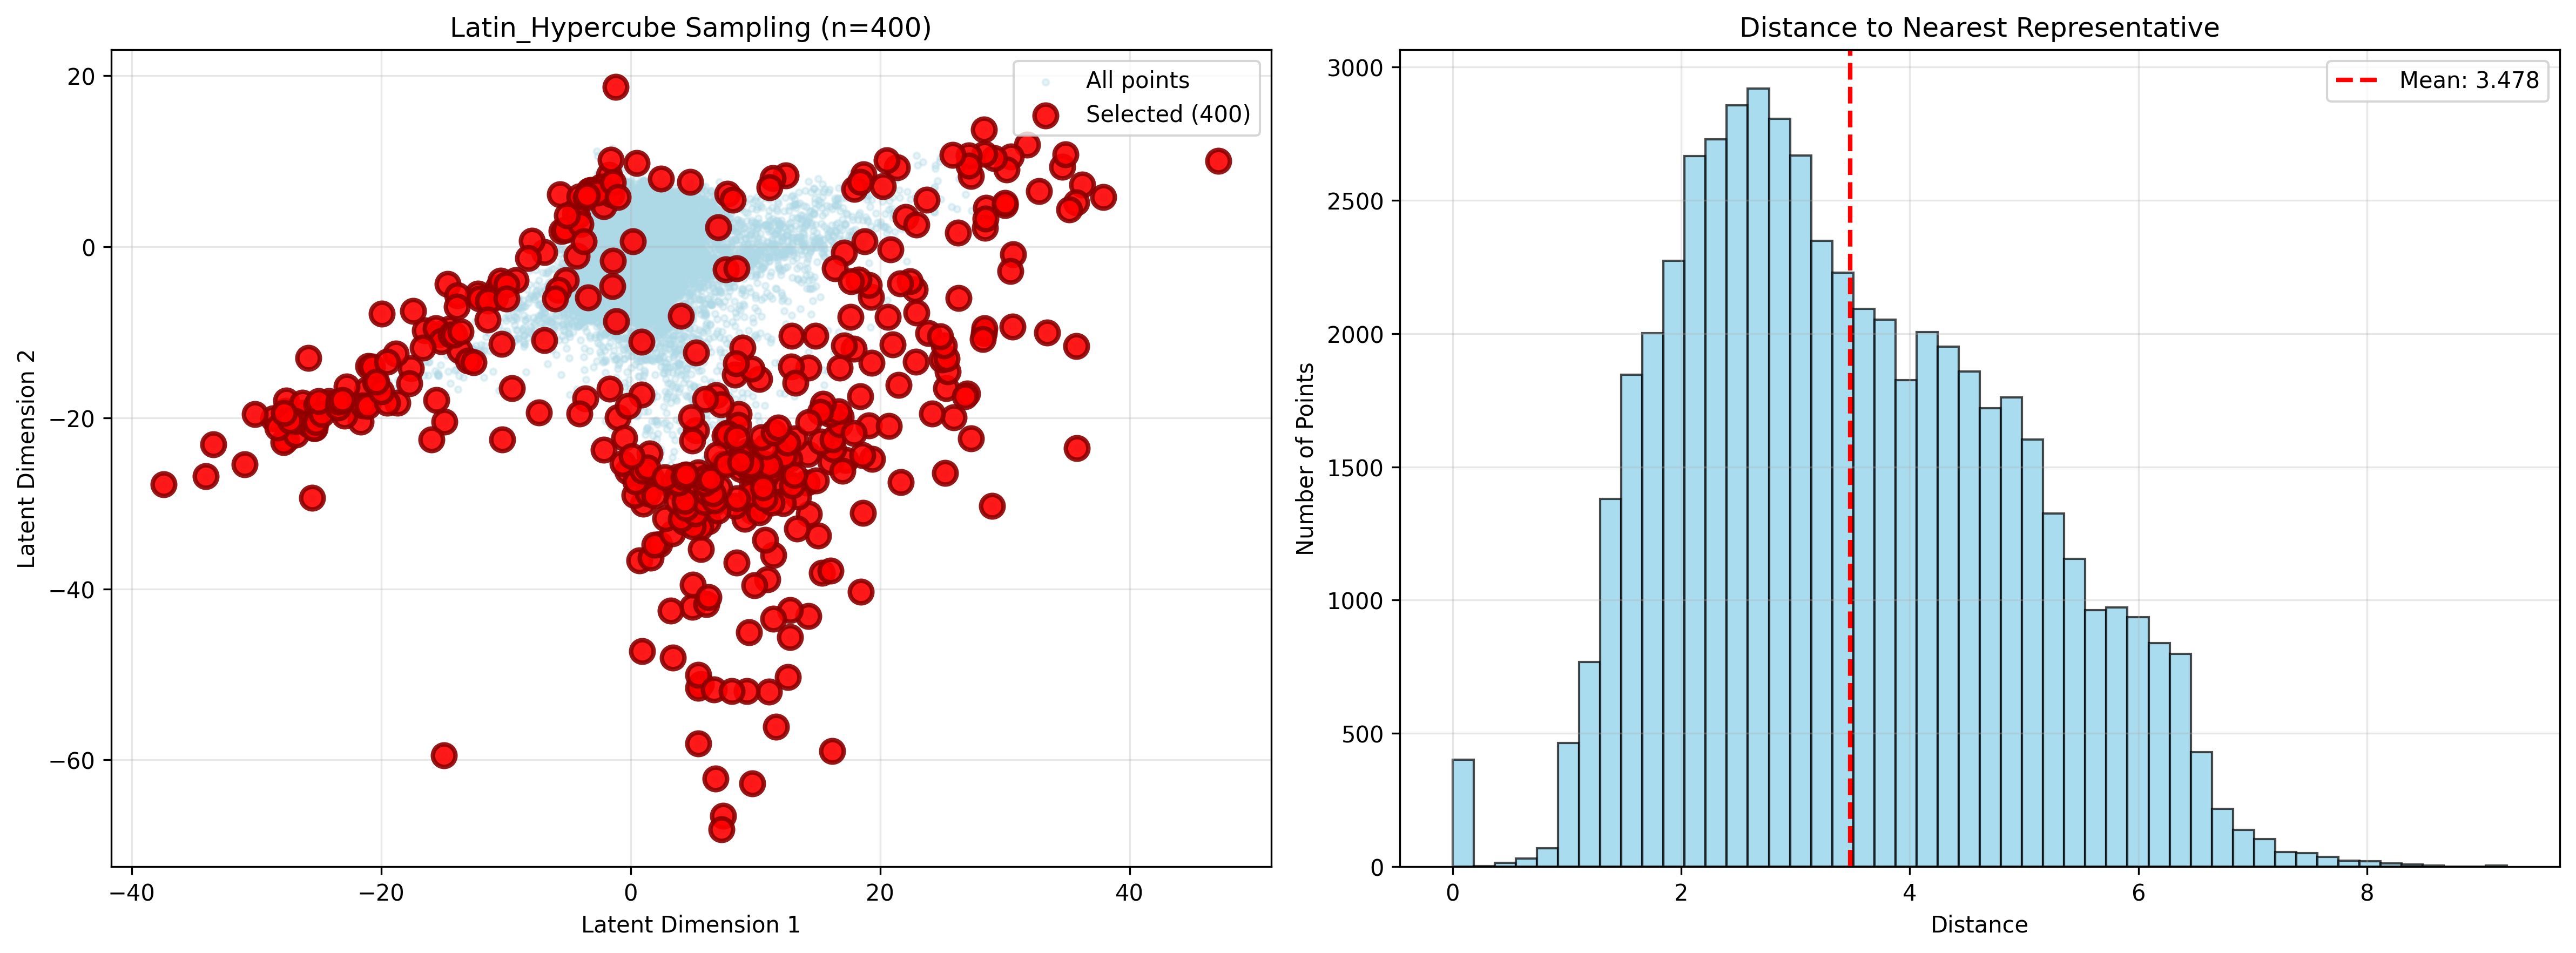 Latin_Hypercube Sampling (n=400)
All points
Selected (400)
20
0
−20
−40
−60
Latent Dimension 2
−40
−20
0
20
40
Latent Dimension 1
Distance to Nearest Representative
Mean: 3.478
3000
2500
2000
1500
1000
500
0
Number of Points
0
2
4
6
8
Distance